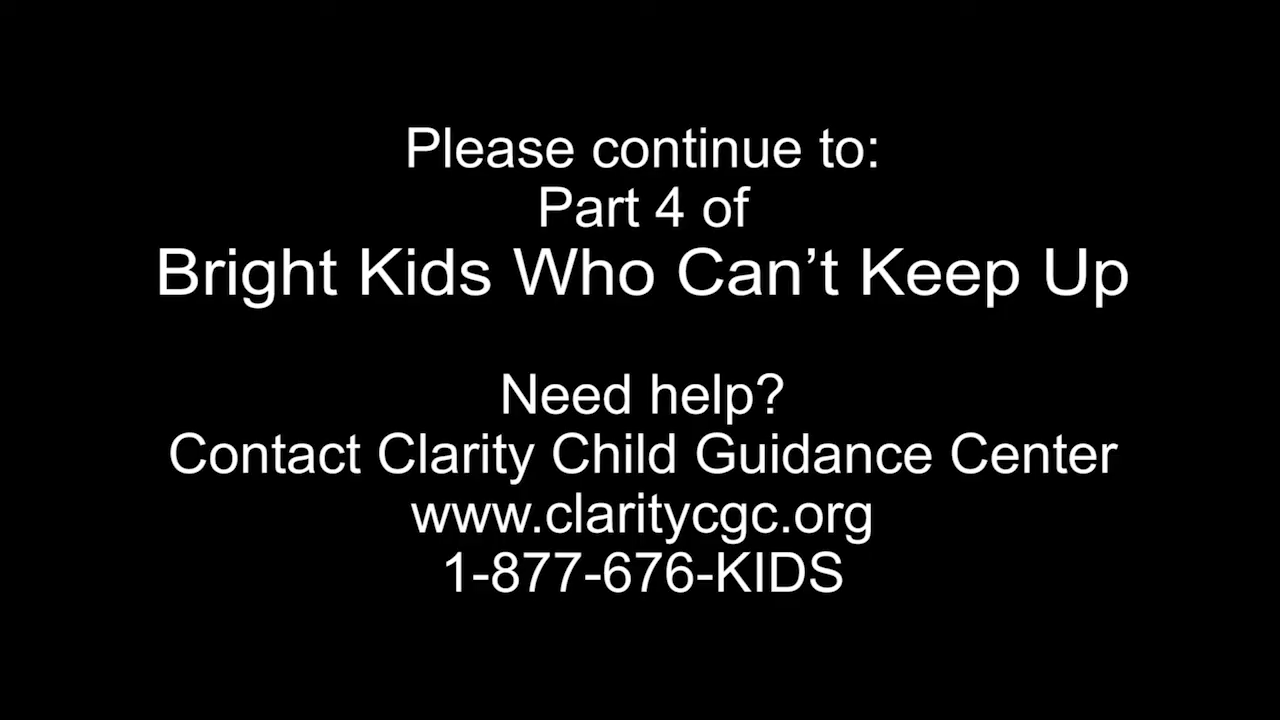 Please continue to:
Part 4 of
Bright Kids Who Can’t Keep Up
Need help?
Contact Clarity Child Guidance Center
www.claritycgc.org
1-877-676-KIDS